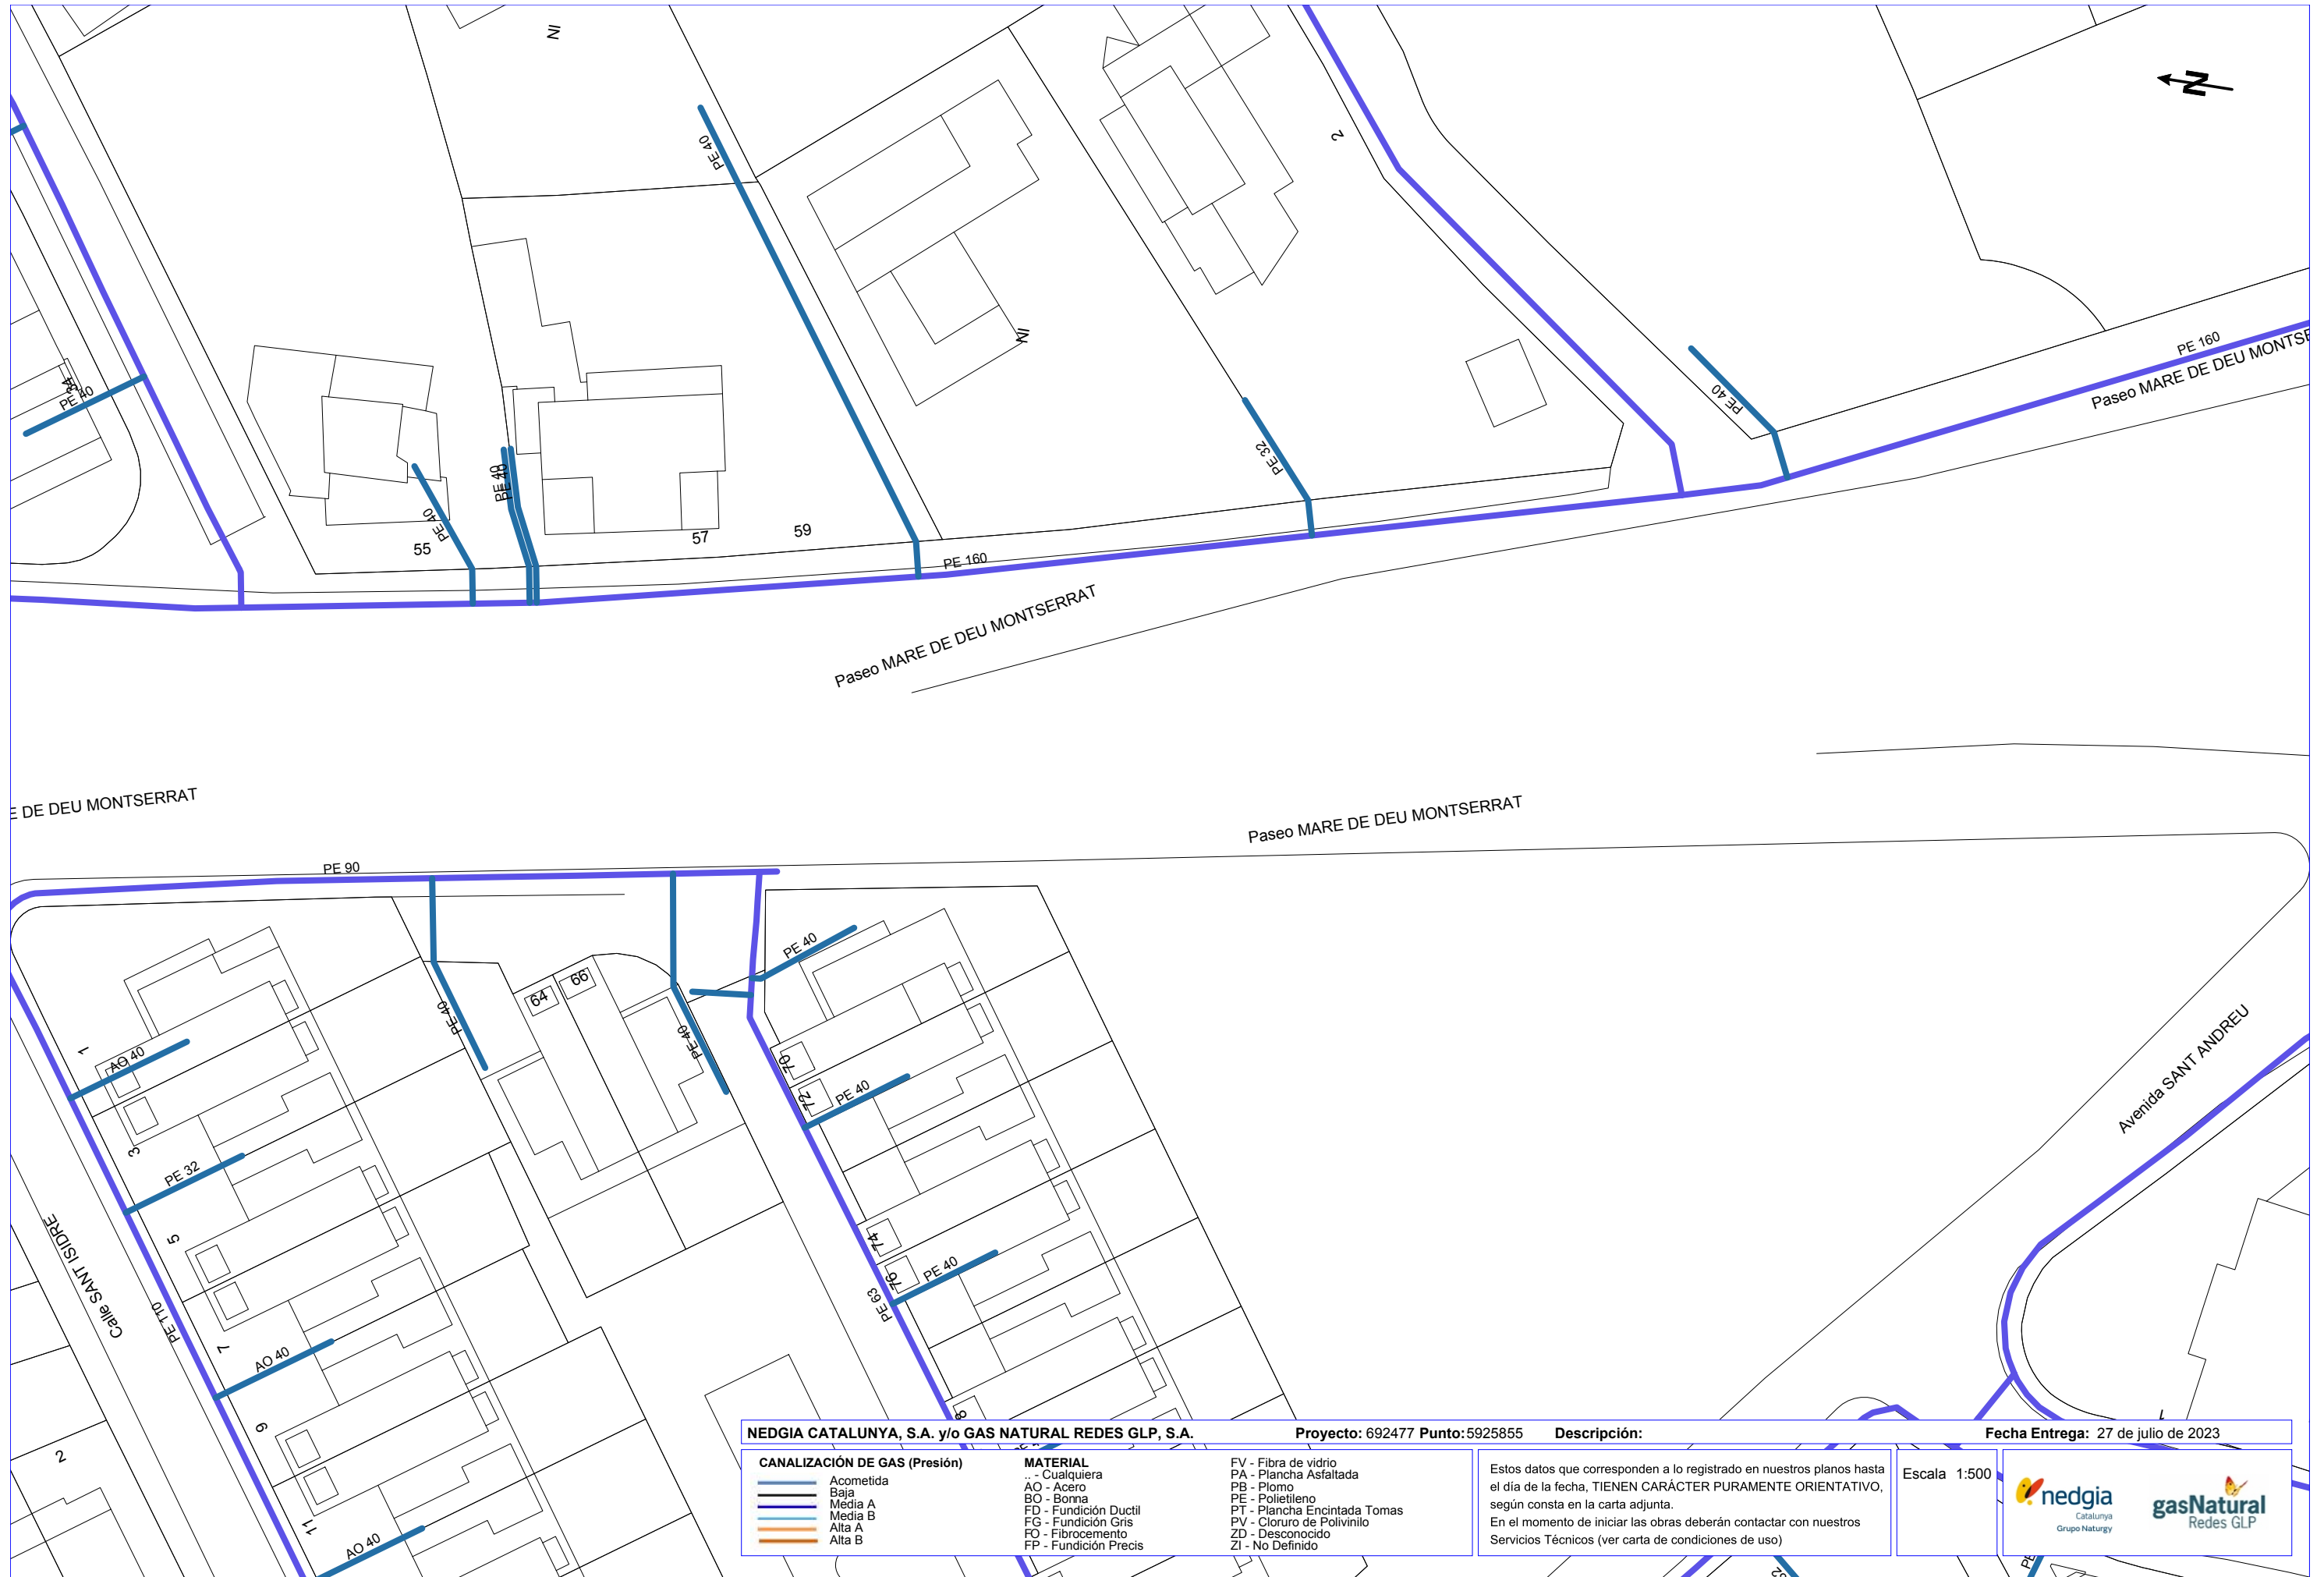 IN
N
PE 40
2
34
PE 40
IN
PE 40
PE 160
Paseo MARE DE DEU MONTSE
PE 32
PE 40
PE 40
PE 40
55
57
59
PE 160
Paseo MARE DE DEU MONTSERRAT
E DE DEU MONTSERRAT
Paseo MARE DE DEU MONTSERRAT
PE 90
PE 40
64
66
PE 40
PE 40
1
AO 40
70
72
PE 40
3
PE 32
5
Calle SANT ISIDRE
PE 110
7
AO 40
74
76
PE 40
PE 63
Avenida SANT ANDREU
9
2
11
AO 40
8
1
PE
NEDGIA CATALUNYA, S.A. y/o GAS NATURAL REDES GLP, S.A.
Proyecto: 692477 Punto:5925855
Descripción:
Fecha Entrega: 27 de julio de 2023
CANALIZACIÓN DE GAS (Presión)
Acometida
Baja
Media A
Media B
Alta A
Alta B
MATERIAL
.. - Cualquiera
AO - Acero
BO - Bonna
FD - Fundición Ductil
FG - Fundición Gris
FO - Fibrocemento
FP - Fundición Precis
FV - Fibra de vidrio
PA - Plancha Asfaltada
PB - Plomo
PE - Polietileno
PT - Plancha Encintada Tomas
PV - Cloruro de Polivinilo
ZD - Desconocido
ZI - No Definido
Estos datos que corresponden a lo registrado en nuestros planos hasta
el día de la fecha, TIENEN CARÁCTER PURAMENTE ORIENTATIVO,
según consta en la carta adjunta.
En el momento de iniciar las obras deberán contactar con nuestros
Servicios Técnicos (ver carta de condiciones de uso)
Escala 1:500
nedgia
Catalunya
Grupo Naturgy
gasNatural
Redes GLP
PE